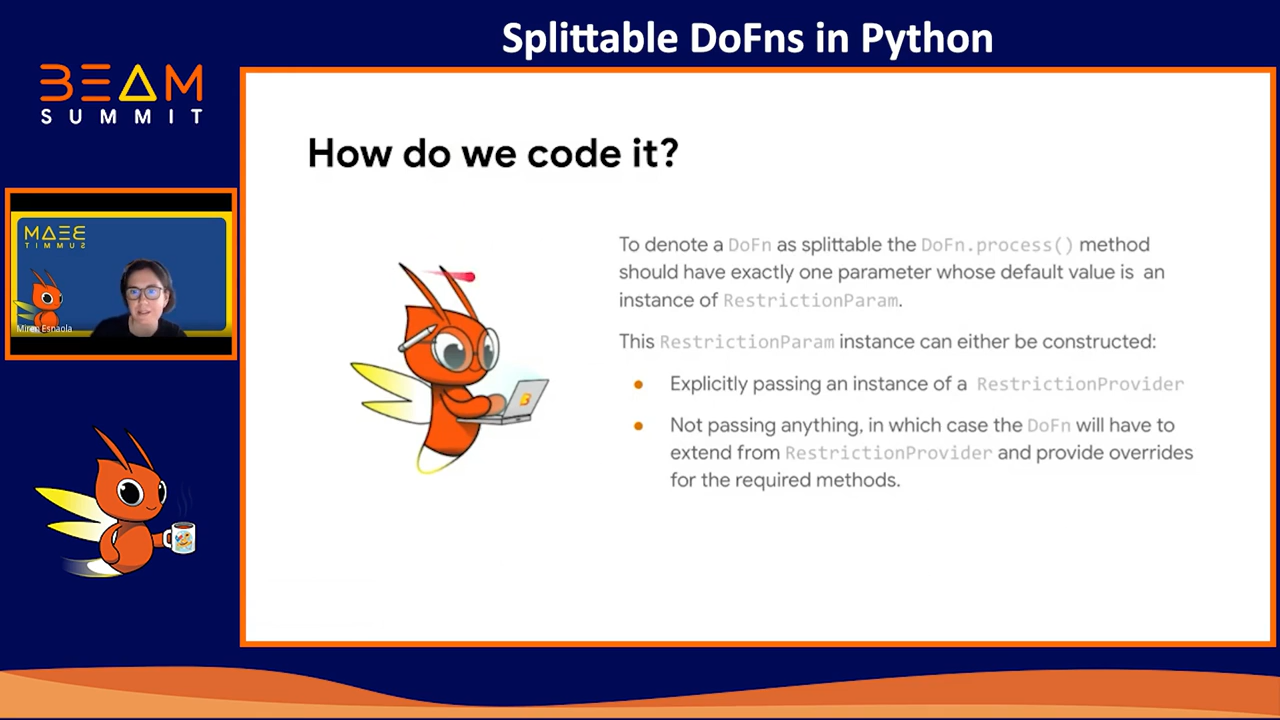 Splittable DoFns in Python
BEAM
SUMMIT
How do we code it?
To denote a DoFn as splittable the DoFn.process() method
should have exactly one parameter whose default value is an
instance of RestrictionParam.
This RestrictionParam instance can either be constructed:
● Explicitly passing an instance of a RestrictionProvider
● Not passing anything, in which case the DoFn will have to
extend from RestrictionProvider and provide overrides
for the required methods.
Miren Esnaola